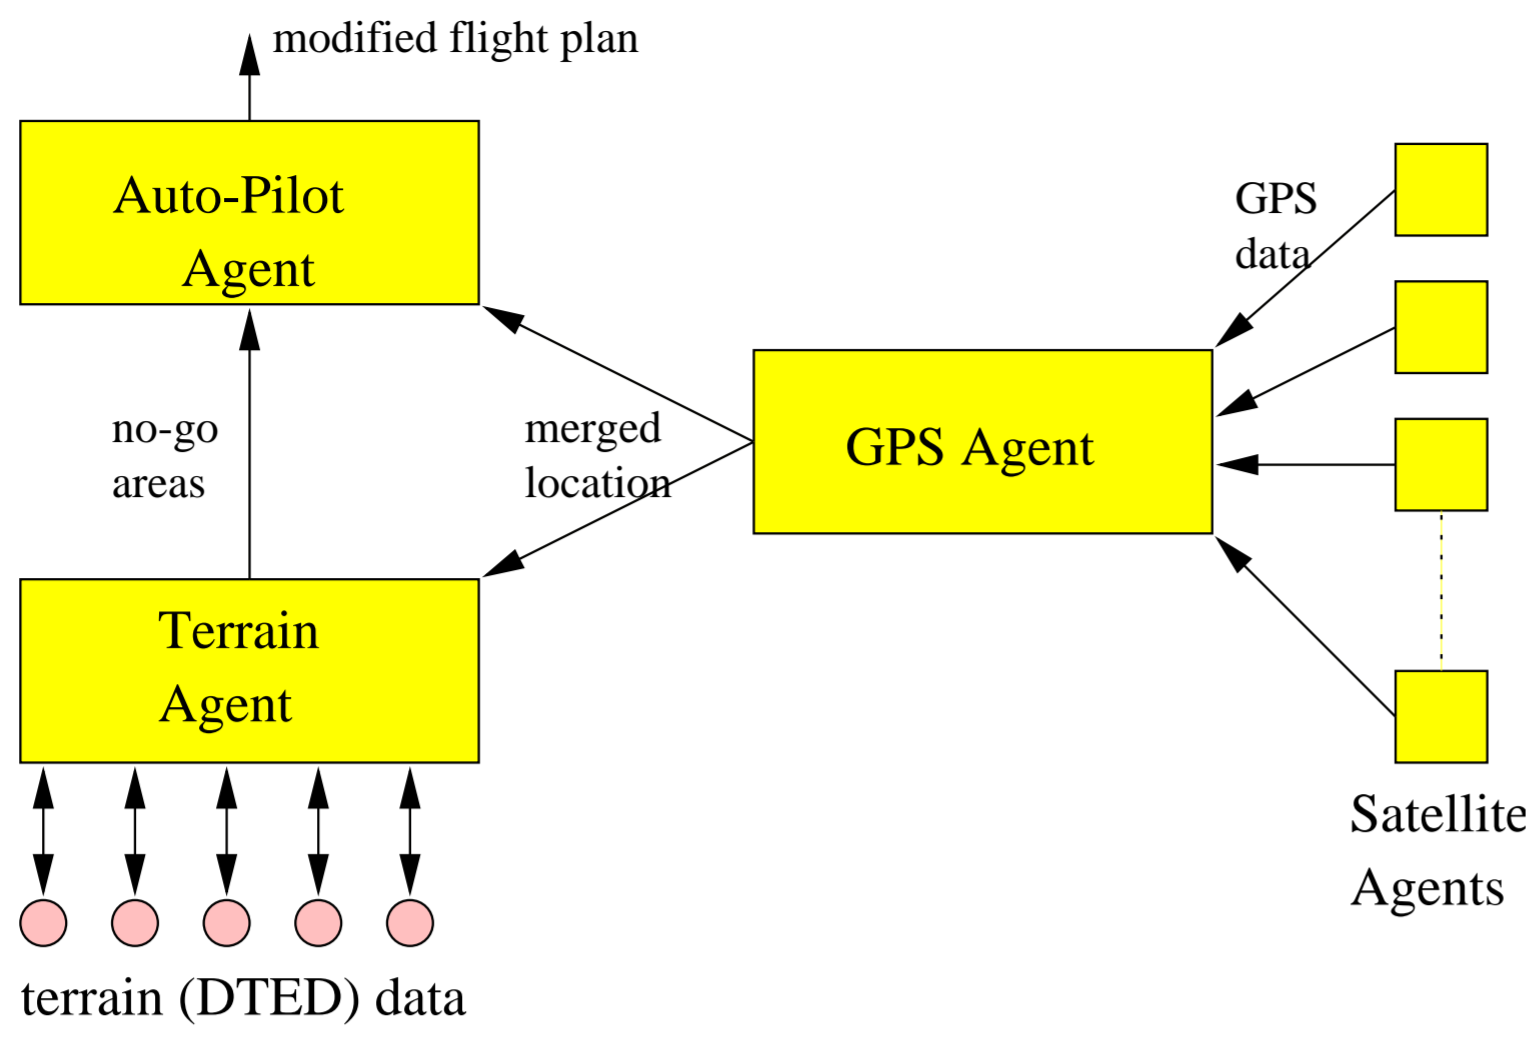 modified flight plan
Auto-Pilot
Agent
GPS
data
no-go
areas
merged
location
GPS Agent
Terrain
Agent
Satellite
Agents
terrain (DTED) data